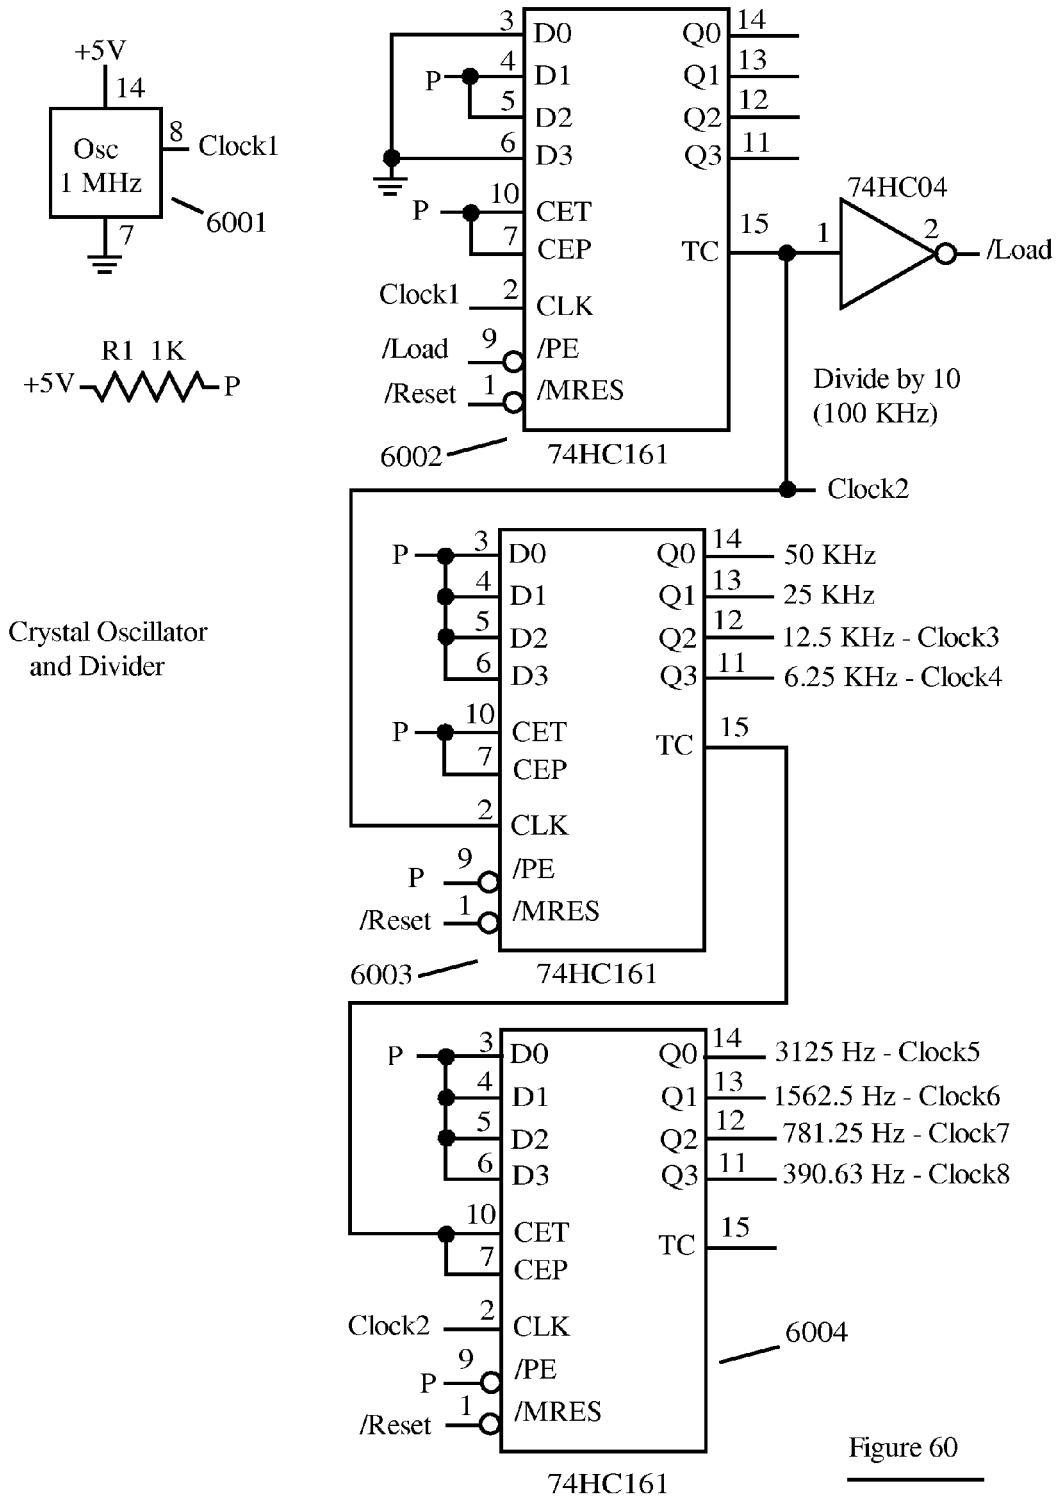 +5V
14
Osc
1 MHz
8
Clock1
7
6001
R1 1K
+5V
P
3
D0
P
4
D1
5
D2
6
D3
P
10
CET
7
CEP
Clock1
2
CLK
/Load
9
/PE
/Reset
1
/MRES
Q0
14
Q1
13
Q2
12
Q3
11
TC
15
74HC04
1
2
/Load
Divide by 10
(100 KHz)
6002
74HC161
Clock2
Crystal Oscillator
and Divider
P
3
D0
4
D1
5
D2
6
D3
P
10
CET
7
CEP
2
CLK
P
9
/PE
/Reset
1
/MRES
Q0
14
50 KHz
Q1
13
25 KHz
Q2
12
12.5 KHz - Clock3
Q3
11
6.25 KHz - Clock4
TC
15
6003
74HC161
P
3
D0
4
D1
5
D2
6
D3
10
CET
7
CEP
Clock2
2
CLK
P
9
/PE
/Reset
1
/MRES
Q0
14
3125 Hz - Clock5
Q1
13
1562.5 Hz - Clock6
Q2
12
781.25 Hz - Clock7
Q3
11
390.63 Hz - Clock8
TC
15
6004
74HC161
Figure 60